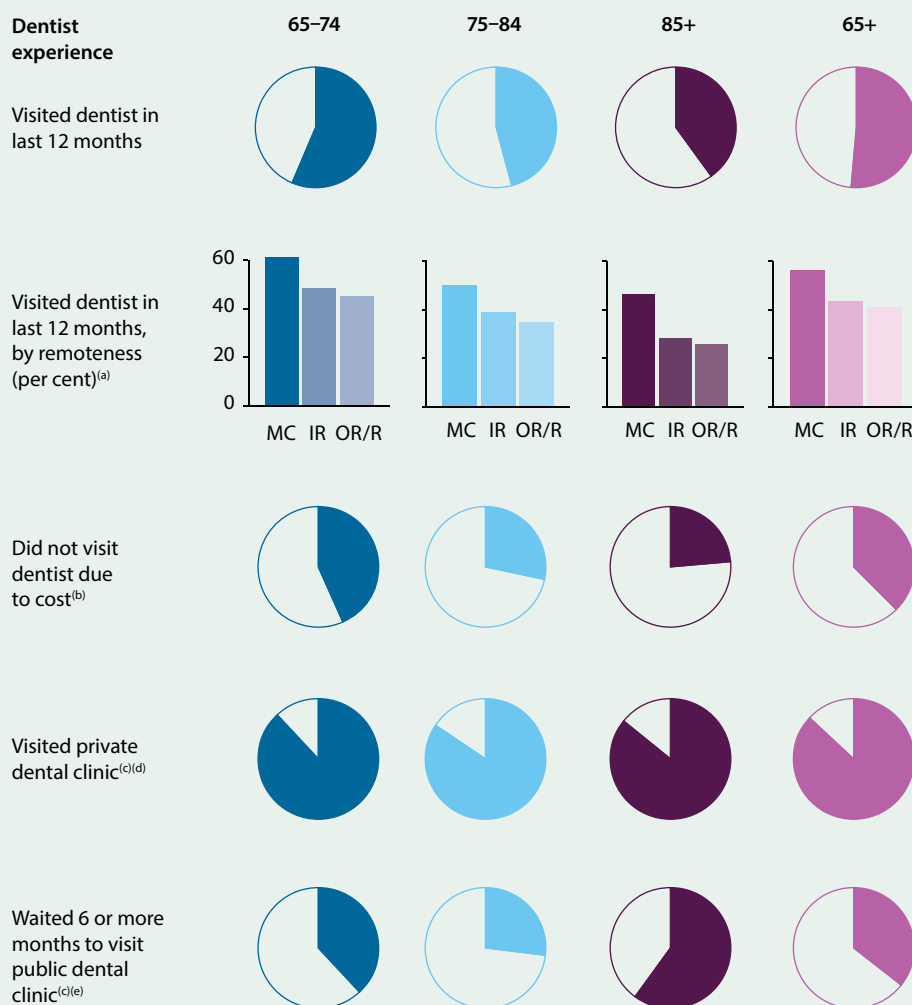 Dentist
experience
65–74
75–84
85+
65+
Visited dentist in
last 12 months
60
40
20
0
Visited dentist in
last 12 months,
by remoteness
(per cent)(a)
MC IR OR/R
MC IR OR/R
MC IR OR/R
MC IR OR/R
Did not visit
dentist due
to cost(b)
Visited private
dental clinic(c)(d)
Waited 6 or more
months to visit
public dental
clinic(c)(e)